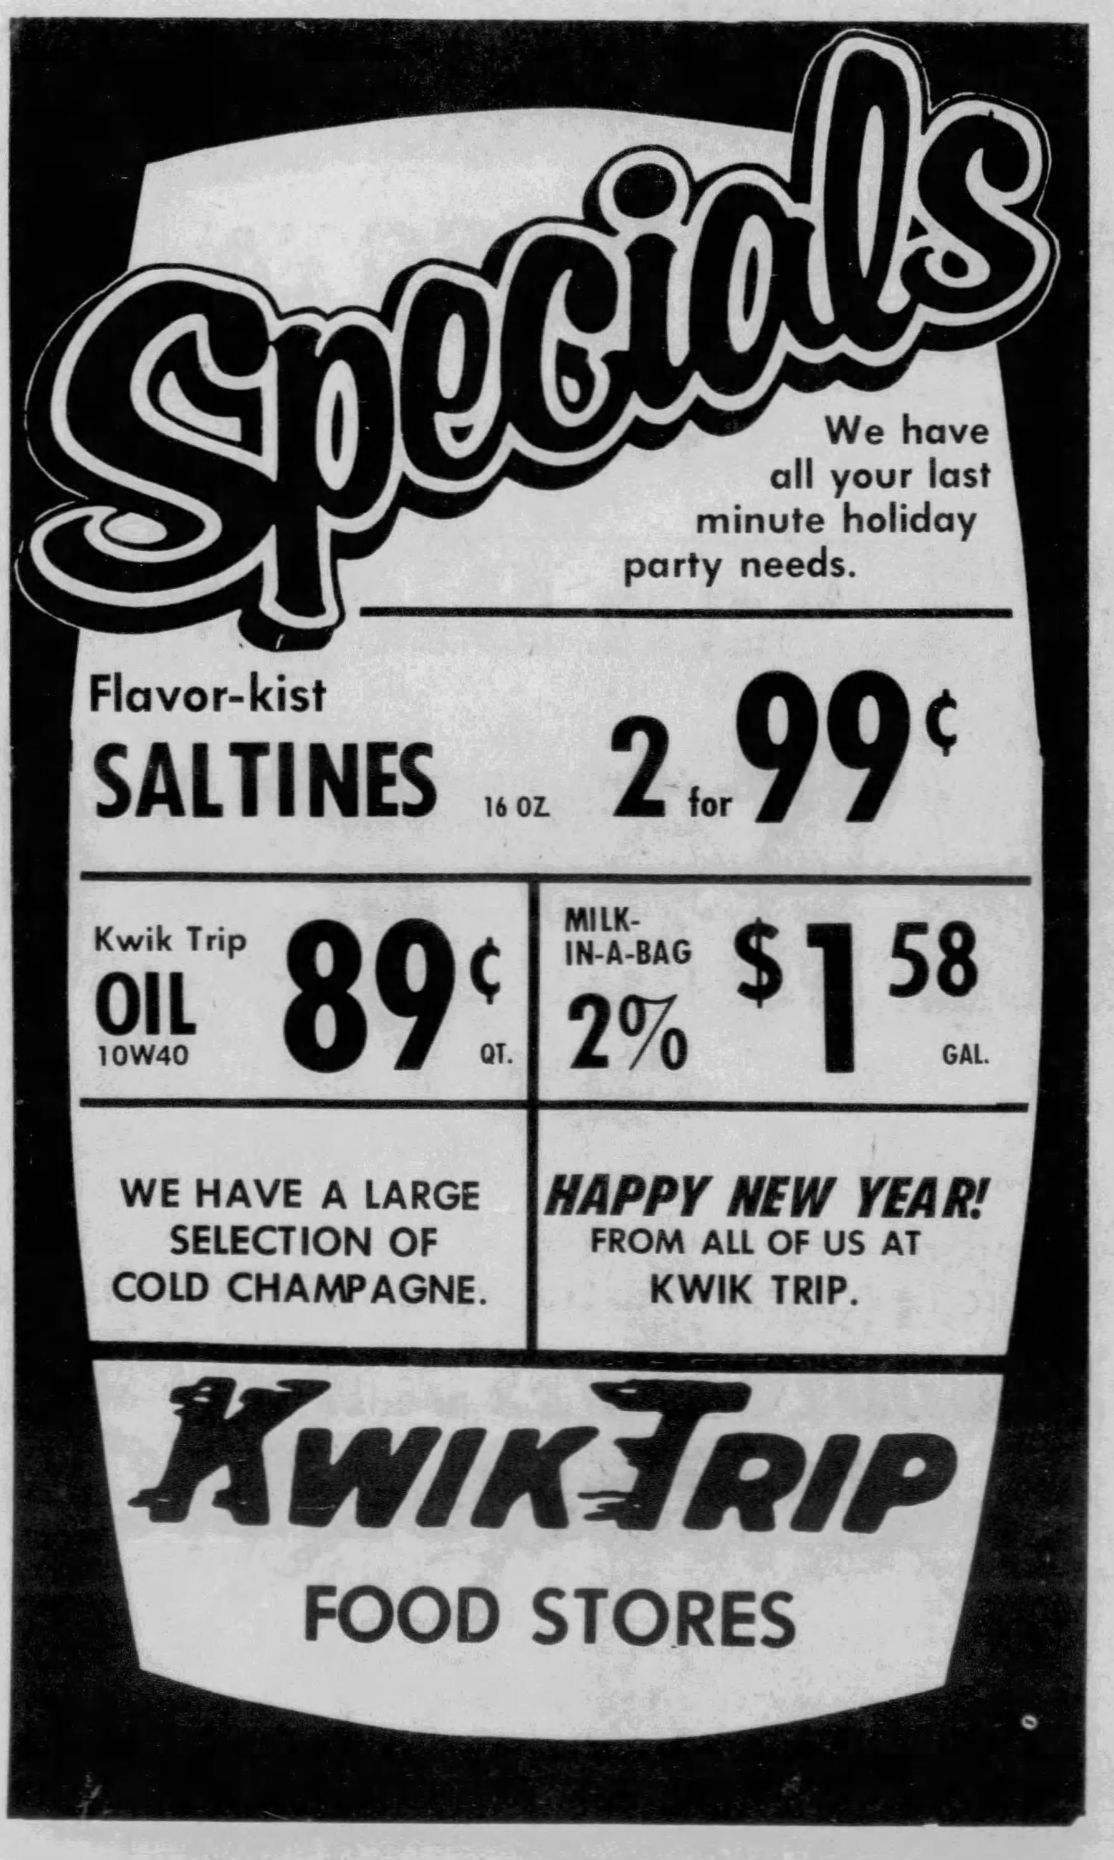 Specials
We have
all your last
minute holiday
party needs.
Flavor-kist
SALTINES 16 OZ. 2 for 99¢
Kwik Trip
OIL
10W40
89¢
QT.
MILK-
IN-A-BAG
2%
$1 58
GAL.
WE HAVE A LARGE
SELECTION OF
COLD CHAMPAGNE.
HAPPY NEW YEAR!
FROM ALL OF US AT
KWIK TRIP.
KWIK TRIP
FOOD STORES